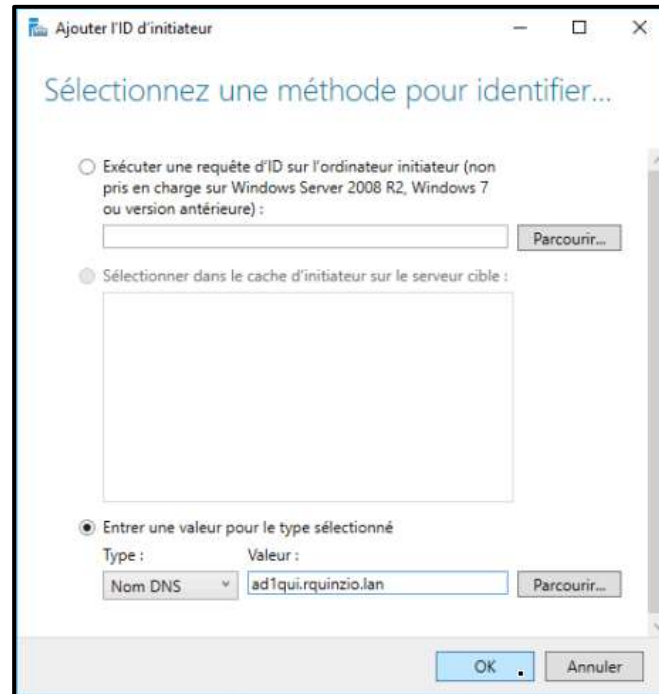 Ajouter l'ID d'initiateur
Sélectionnez une méthode pour identifier...
Exécuter une requête d'ID sur l'ordinateur initiateur (non
pris en charge sur Windows Server 2008 R2, Windows 7
ou version antérieure) :
Parcourir...
Sélectionner dans le cache d'initiateur sur le serveur cible :
Entrer une valeur pour le type sélectionné
Type : Valeur :
Nom DNS ad1qui.rquinzio.lan Parcourir...
OK Annuler